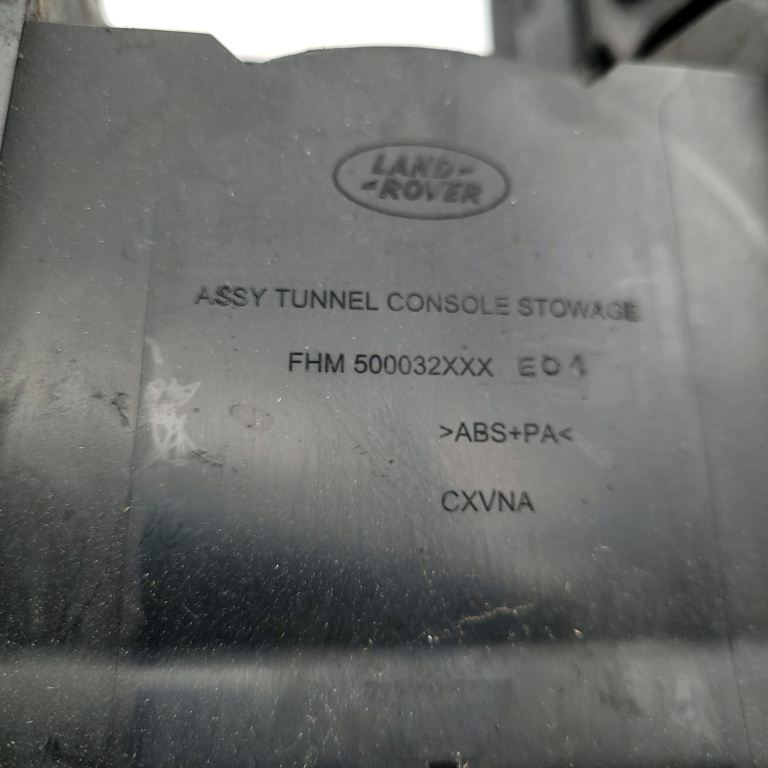 LAND-
-ROVER
ASSY TUNNEL CONSOLE STOWAGE
FHM 500032XXX E01
>ABS+PA<
CXVNA